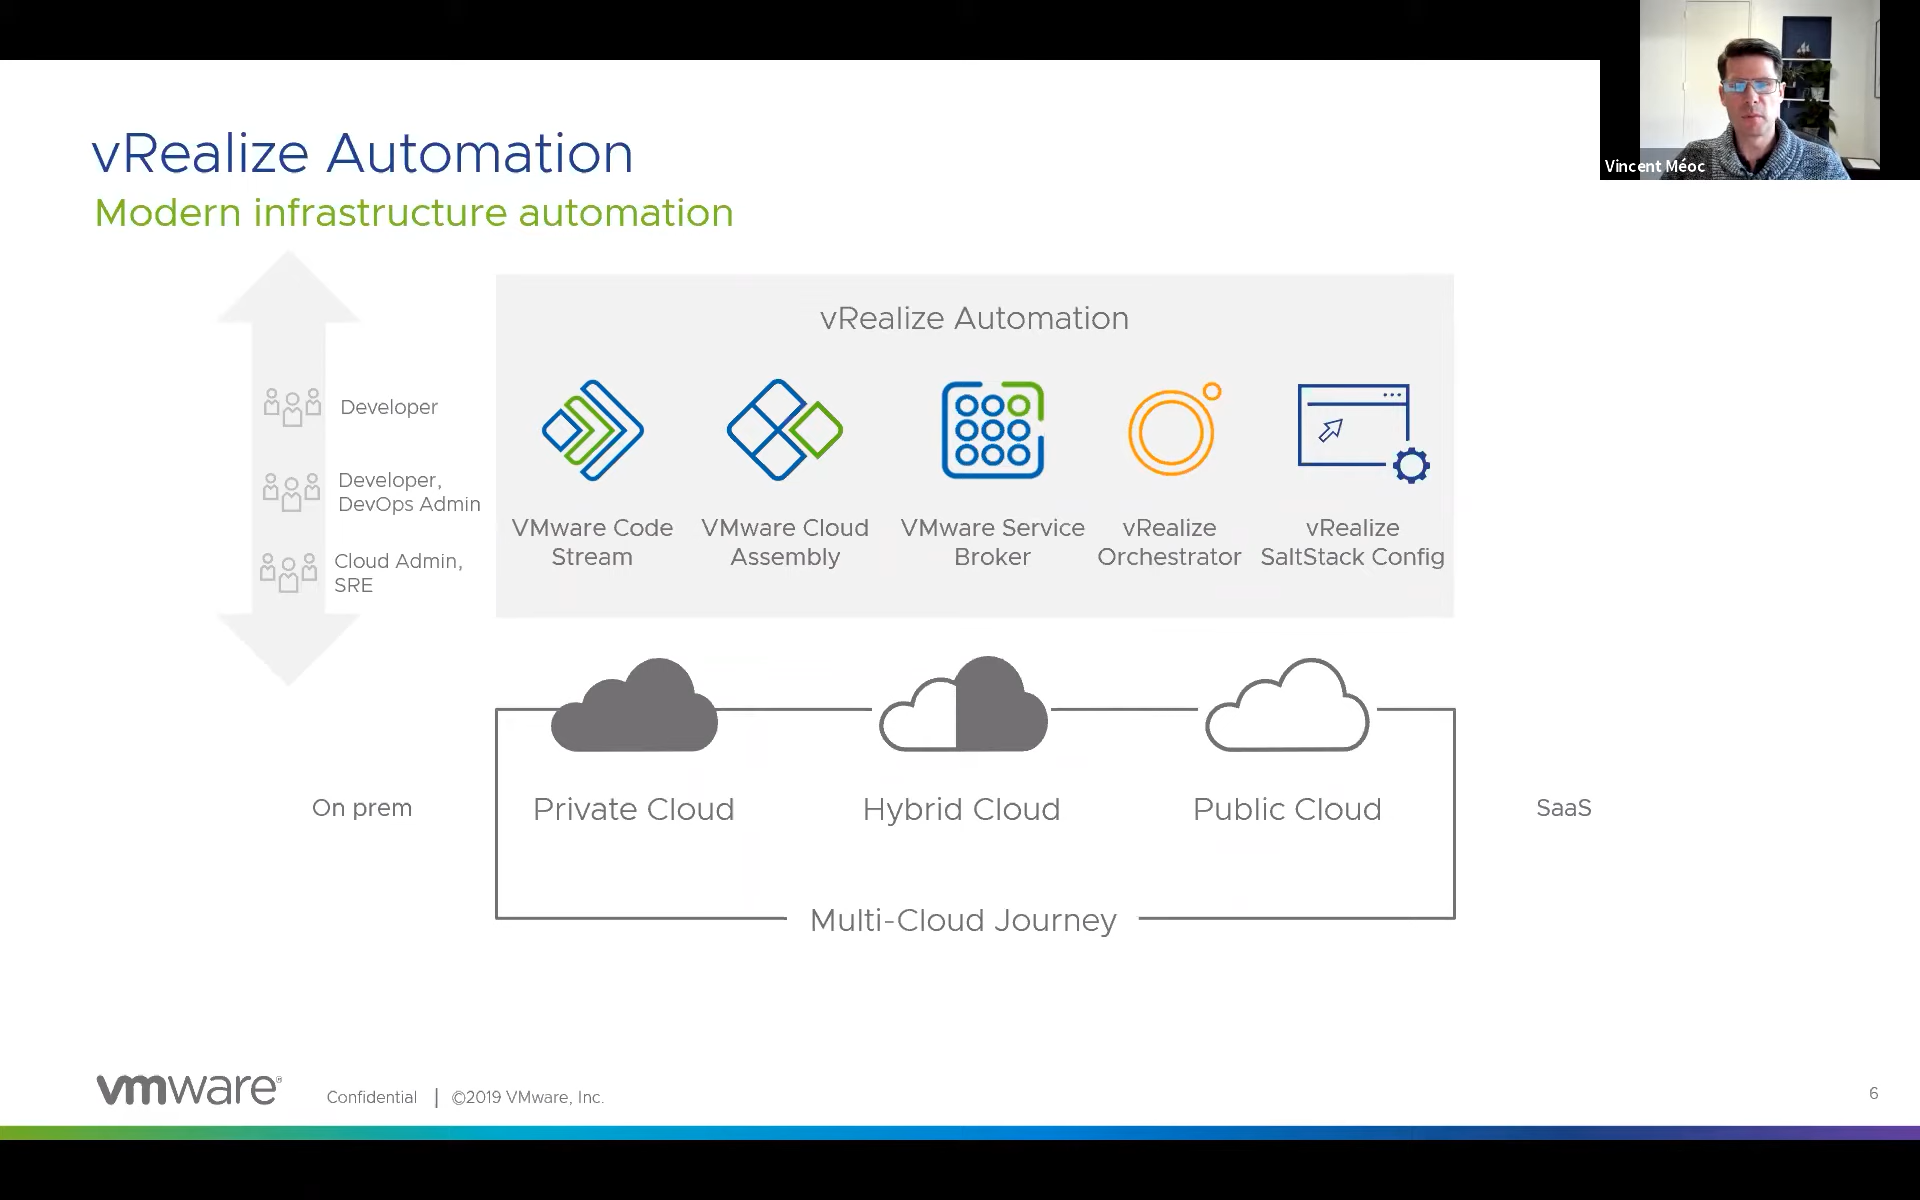 Vincent Méoc
vRealize Automation
Modern infrastructure automation
Developer
Developer,
DevOps Admin
Cloud Admin,
SRE
vRealize Automation
VMware Code
Stream
VMware Cloud
Assembly
VMware Service
Broker
vRealize
Orchestrator
vRealize
SaltStack Config
On prem
Private Cloud
Hybrid Cloud
Public Cloud
SaaS
Multi-Cloud Journey
vmware®
Confidential | ©2019 VMware, Inc.
6